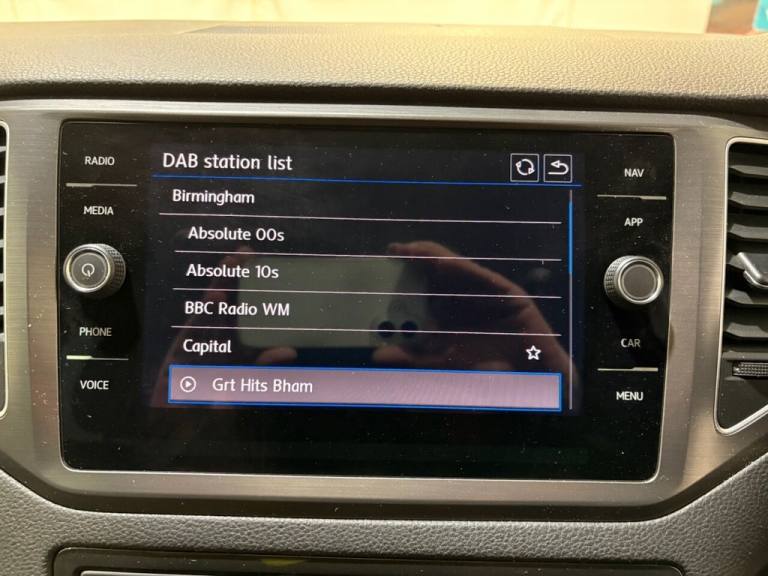 RADIO
MEDIA
PHONE
VOICE
DAB station list
Birmingham
Absolute 00s
Absolute 10s
BBC Radio WM
Capital
Grt Hits Bham
NAV
APP
CAR
MENU